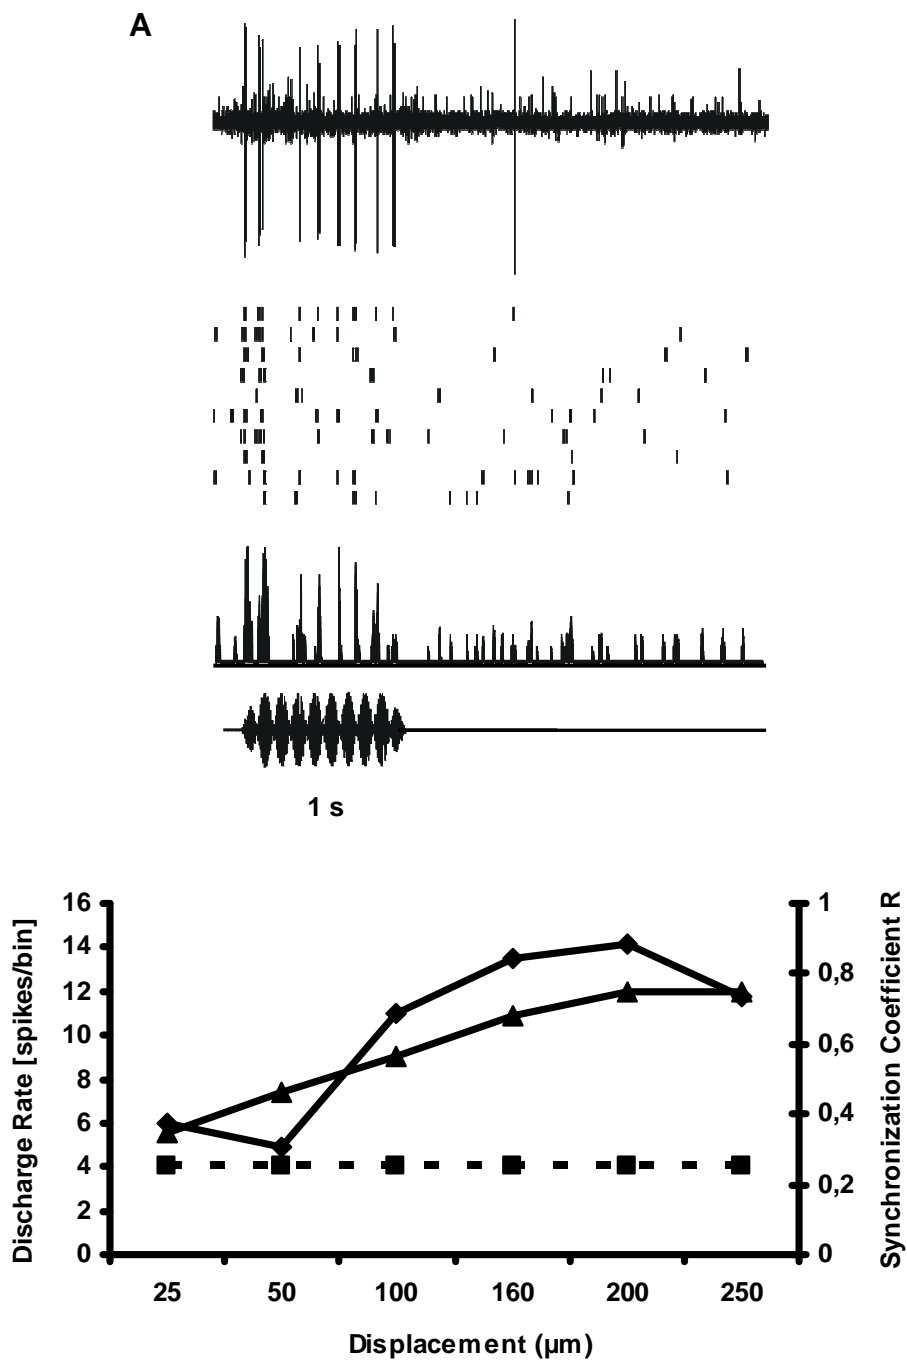 A
1 s
Discharge Rate [spikes/bin]
16
14
12
10
8
6
4
2
0
1
0,8
0,6
0,4
0,2
0
Synchronization Coefficient R
25 50 100 160 200 250
Displacement (µm)